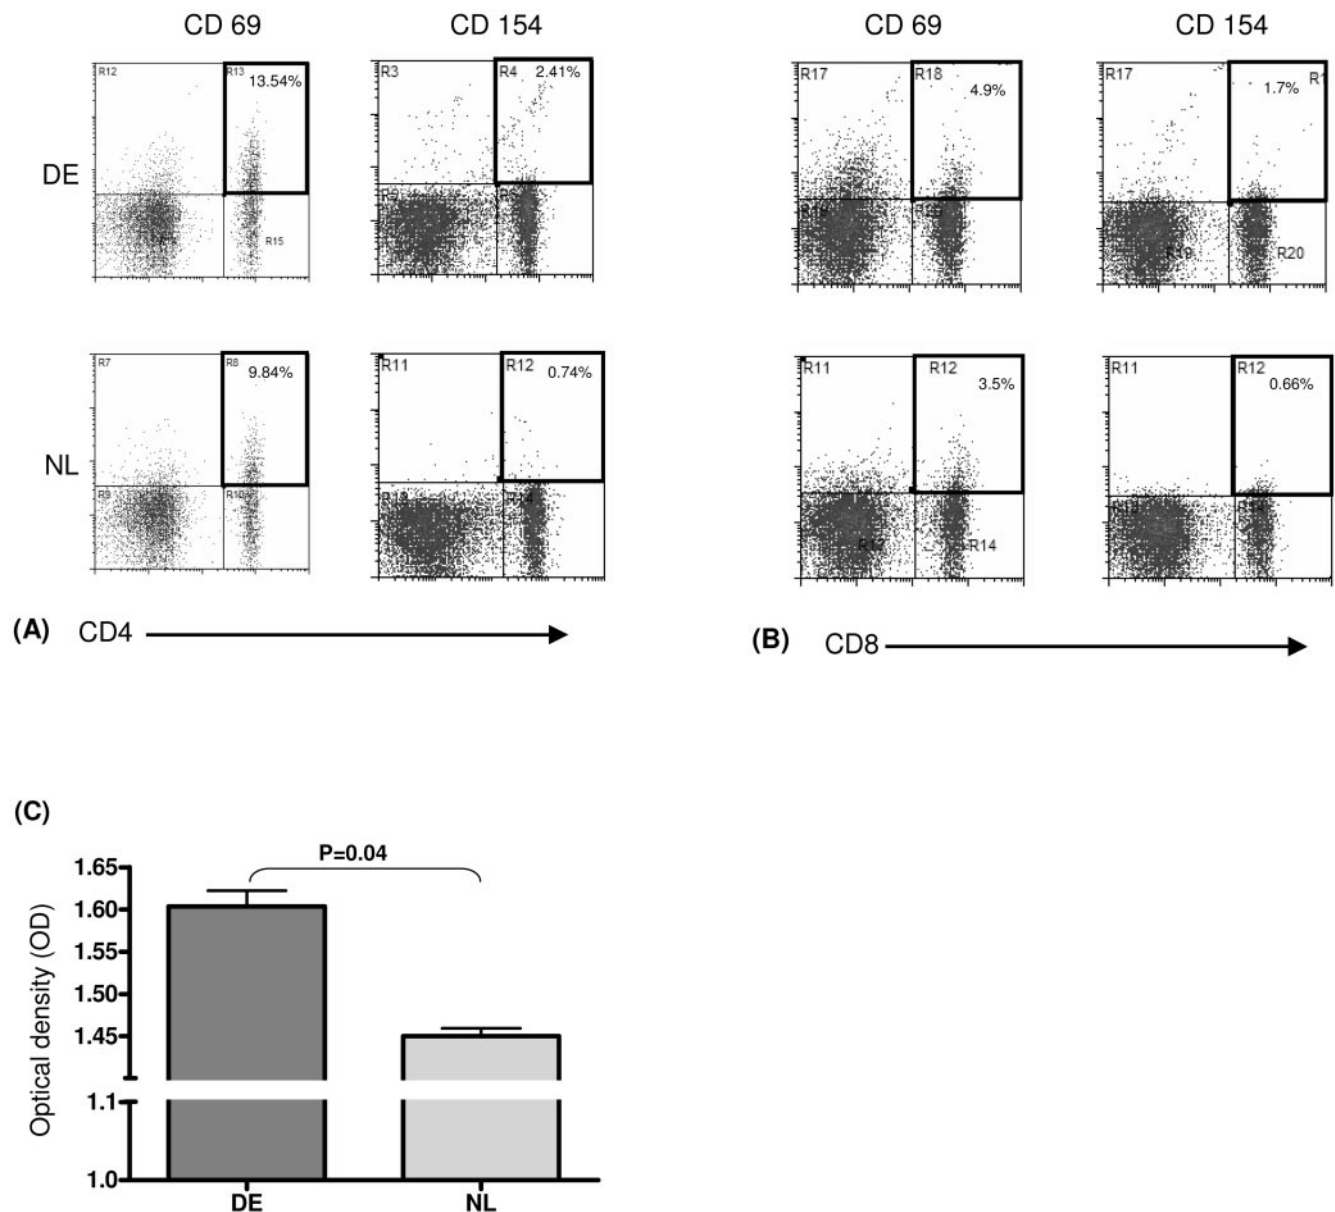 CD 69 CD 154 CD 69 CD 154
DE
R12 R13 13.54%
R15
R3 R4 2.41%
R17 R18 4.9%
R17 1.7%
R19 R20
NL
R7 R8 9.84%
R9 R10
R11 R12 0.74%
R14
R11 R12 3.5%
R14
R11 R12 0.66%
(A) CD4
(B) CD8
(C)
P=0.04
Optical density (OD)
1.65
1.60
1.55
1.50
1.45
1.1
1.0
DE NL